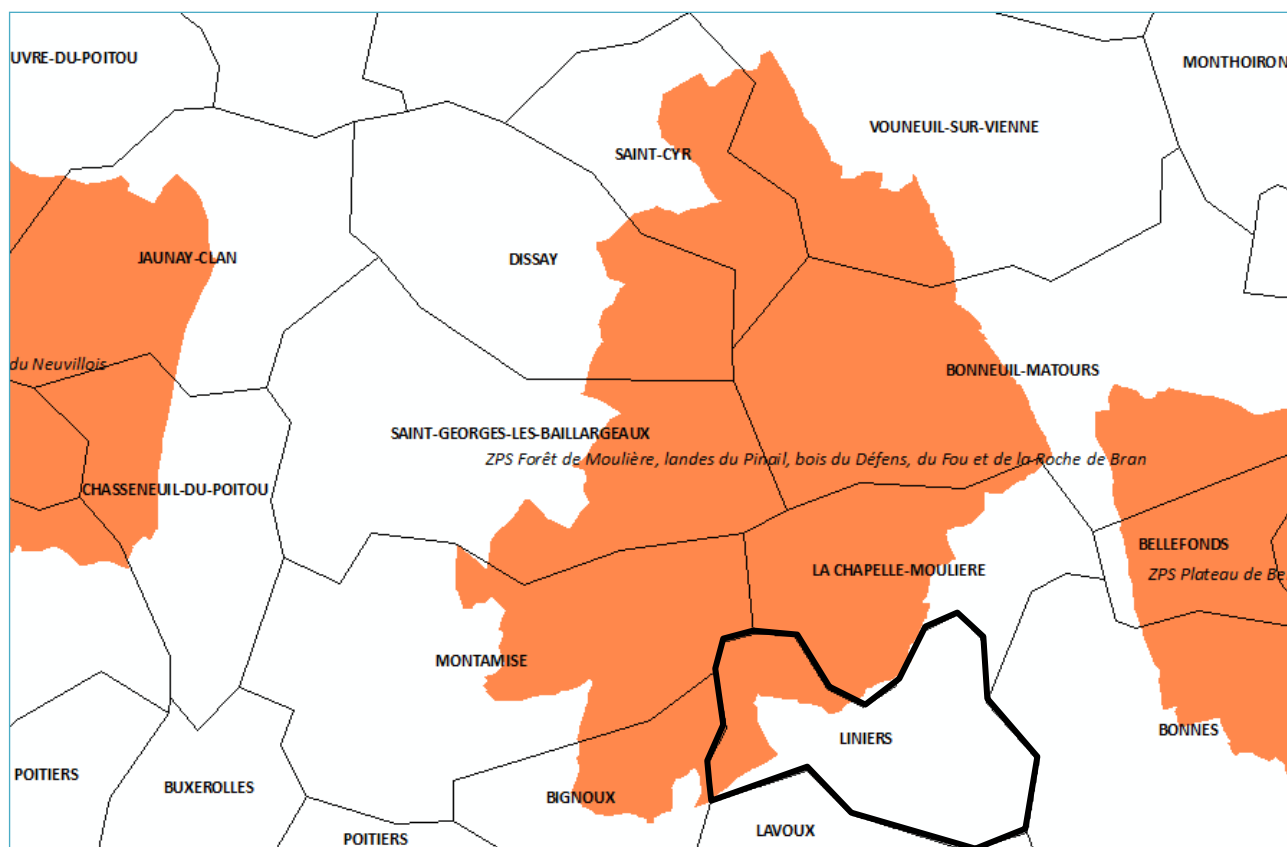 UVRE-DU-POITOU
MONTHOIRON
VOUNEUIL-SUR-VIENNE
SAINT-CYR
JAUNAY-CLAN
DISSAY
du Neuvillois
BONNEUIL-MATOURS
SAINT-GEORGES-LES-BAILLARGEAUX
ZPS Forêt de Moulière, landes du Pinail, bois du Défens, du Fou et de la Roche de Bran
CHASSENEUIL-DU-POITOU
BELLEFONDS
LA CHAPELLE-MOULIERE
ZPS Plateau de Be
MONTAMISE
BONNES
LINIERS
POITIERS
BUXEROLLES
BIGNOUX
LAVOUX
POITIERS